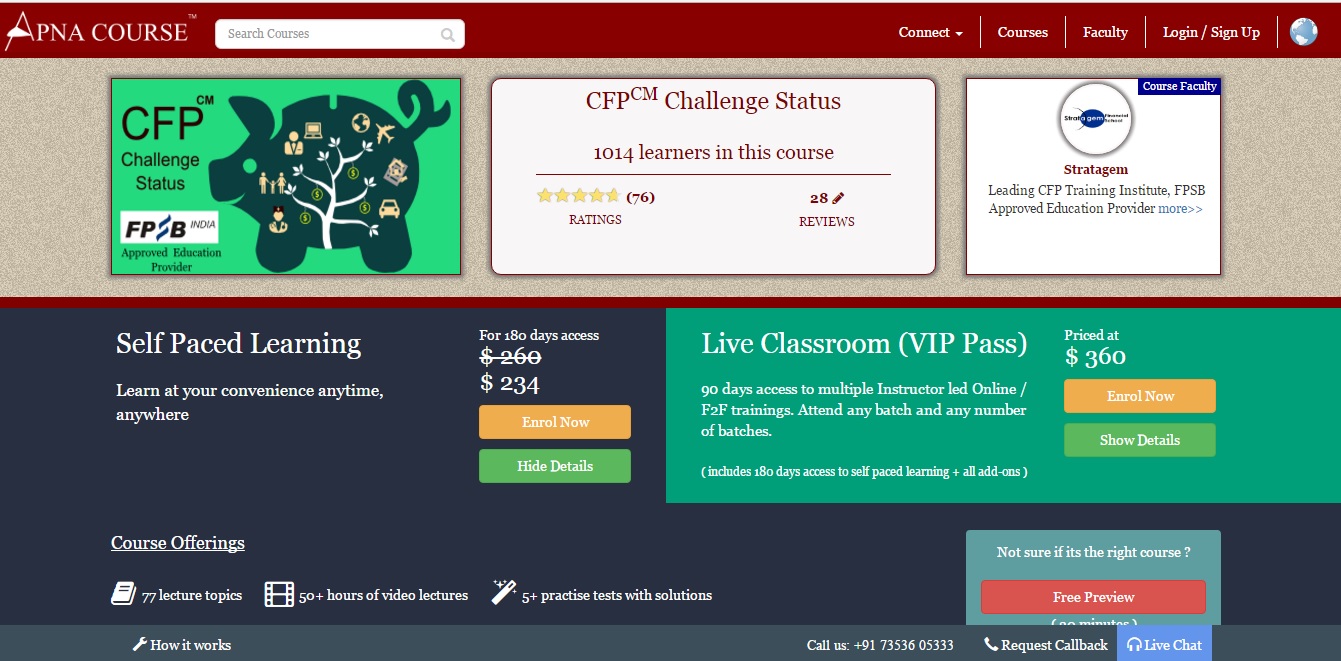 APNA COURSE™
Search Courses
Connect
Courses
Faculty
Login / Sign Up
CFP CM
Challenge
Status
FPSB INDIA
Approved Education
Provider
CFP CM Challenge Status
1014 learners in this course
(76)
RATINGS
28
REVIEWS
Course Faculty
Stratagem Financial
School
Stratagem
Leading CFP Training Institute, FPSB
Approved Education Provider more>>
Self Paced Learning
Learn at your convenience anytime,
anywhere
For 180 days access
$ 260
$ 234
Enrol Now
Hide Details
Live Classroom (VIP Pass)
90 days access to multiple Instructor led Online /
F2F trainings. Attend any batch and any number
of batches.
( includes 180 days access to self paced learning + all add-ons )
Priced at
$ 360
Enrol Now
Show Details
Course Offerings
77 lecture topics
50+ hours of video lectures
5+ practise tests with solutions
Not sure if its the right course ?
Free Preview
How it works
Call us: +91 73536 05333
Request Callback
Live Chat